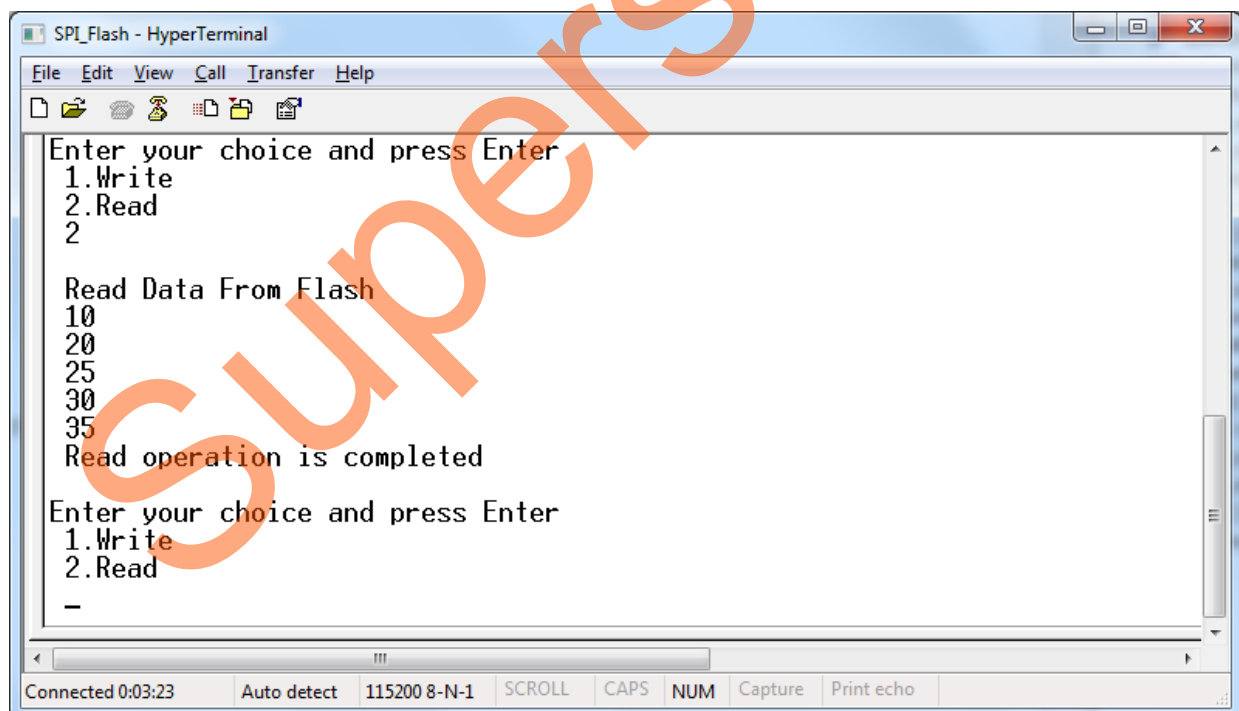 SPI_Flash - HyperTerminal
File Edit View Call Transfer Help
Enter your choice and press Enter
1.Write
2.Read
2
Read Data From Flash
10
20
25
30
35
Read operation is completed
Enter your choice and press Enter
1.Write
2.Read
_
Connected 0:03:23 Auto detect 115200 8-N-1 SCROLL CAPS NUM Capture Print echo
Supers